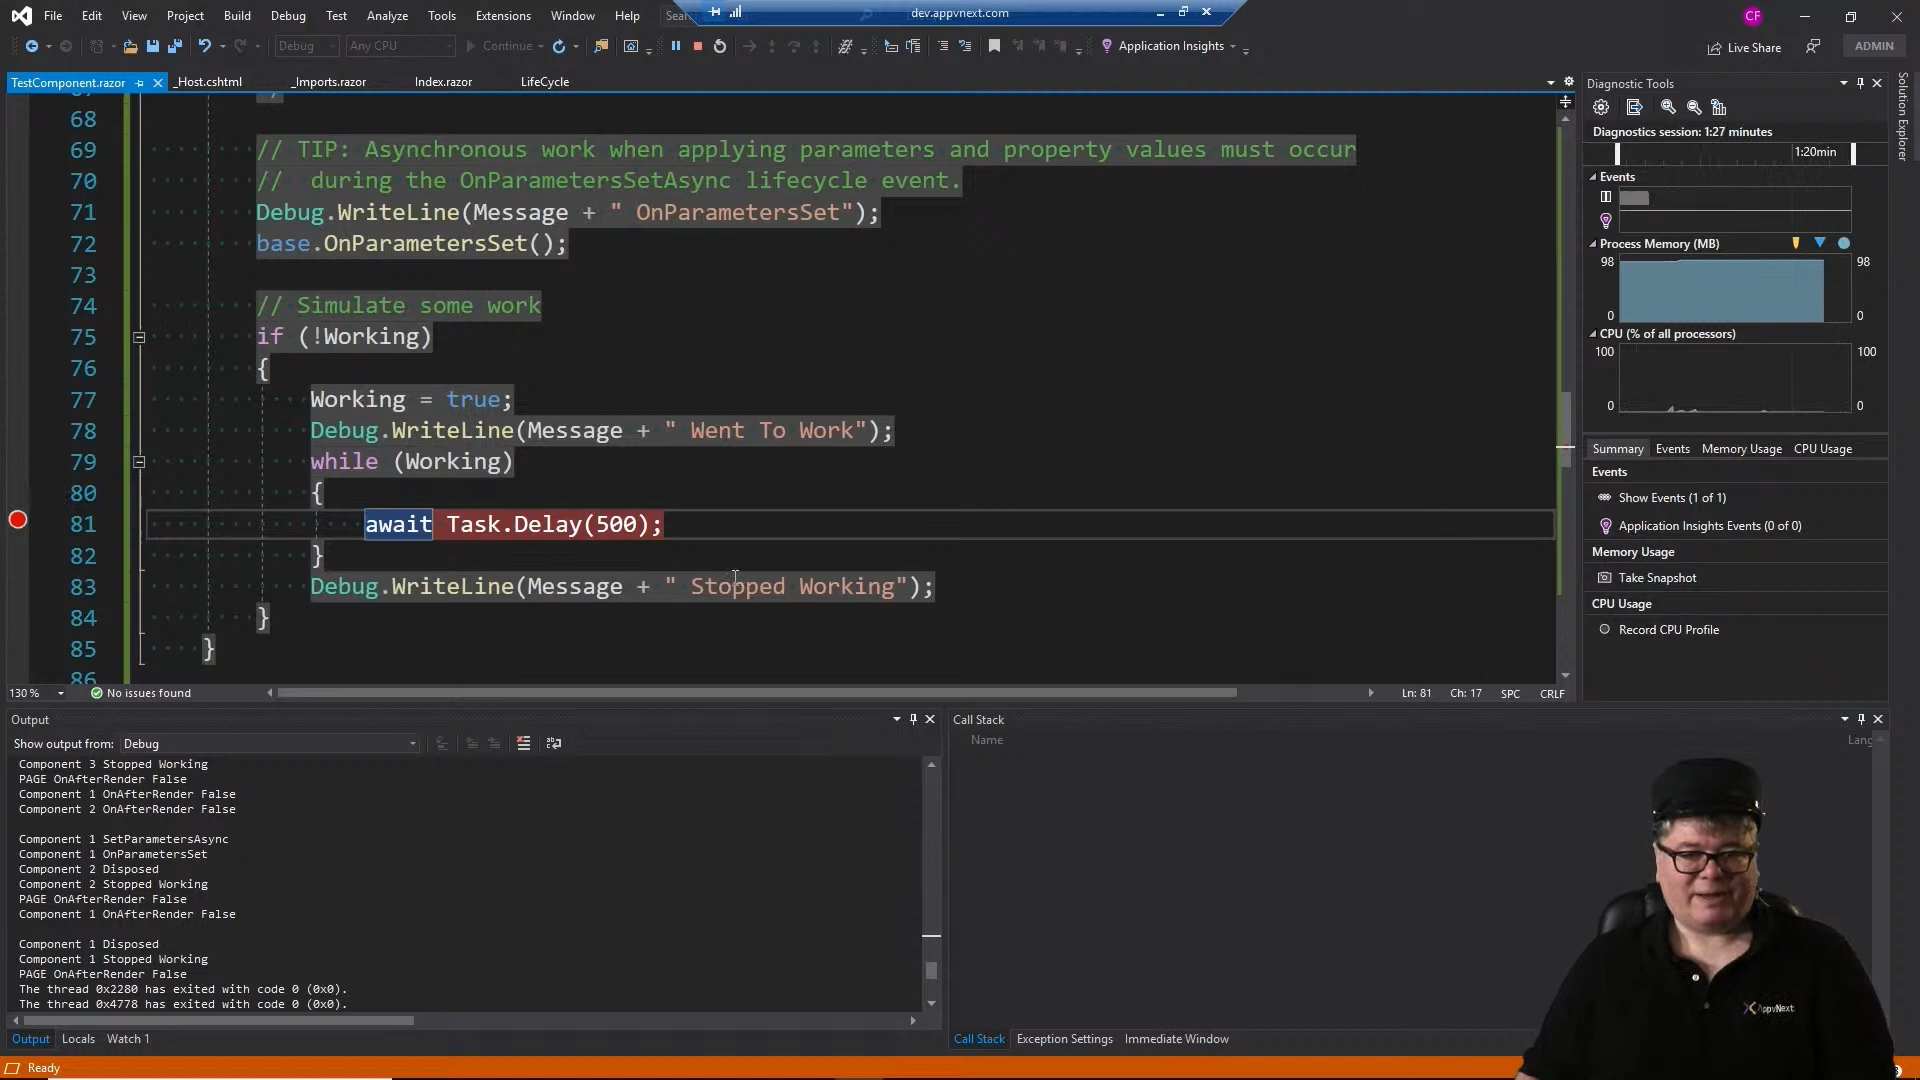 File Edit View Project Build Debug Test Analyze Tools Extensions Window Help
dev.appvnext.com
CF
Debug Any CPU Continue Application Insights Live Share ADMIN
TestComponent.razor _Host.cshtml _Imports.razor Index.razor LifeCycle
68
69 // TIP: Asynchronous work when applying parameters and property values must occur
70 // during the OnParametersSetAsync lifecycle event.
71 Debug.WriteLine(Message + " OnParametersSet");
72 base.OnParametersSet();
73
74 // Simulate some work
75 if (!Working)
76 {
77 Working = true;
78 Debug.WriteLine(Message + " Went To Work");
79 while (Working)
80 {
81 await Task.Delay(500);
82 }
83 Debug.WriteLine(Message + " Stopped Working");
84 }
85 }
86
130 % No issues found Ln: 81 Ch: 17 SPC CRLF
Diagnostic Tools
Diagnostics session: 1:27 minutes
1:20min
Events
Process Memory (MB)
98 98
0 0
CPU (% of all processors)
100 100
0 0
Summary Events Memory Usage CPU Usage
Events
Show Events (1 of 1)
Application Insights Events (0 of 0)
Memory Usage
Take Snapshot
CPU Usage
Record CPU Profile
Solution Explorer
Output
Show output from: Debug
Component 3 Stopped Working
PAGE OnAfterRender False
Component 1 OnAfterRender False
Component 2 OnAfterRender False
Component 1 SetParametersAsync
Component 1 OnParametersSet
Component 2 Disposed
Component 2 Stopped Working
PAGE OnAfterRender False
Component 1 OnAfterRender False
Component 1 Disposed
Component 1 Stopped Working
PAGE OnAfterRender False
The thread 0x2280 has exited with code 0 (0x0).
The thread 0x4778 has exited with code 0 (0x0).
Output Locals Watch 1
Call Stack
Name Lang
Call Stack Exception Settings Immediate Window
AppvNext
Ready